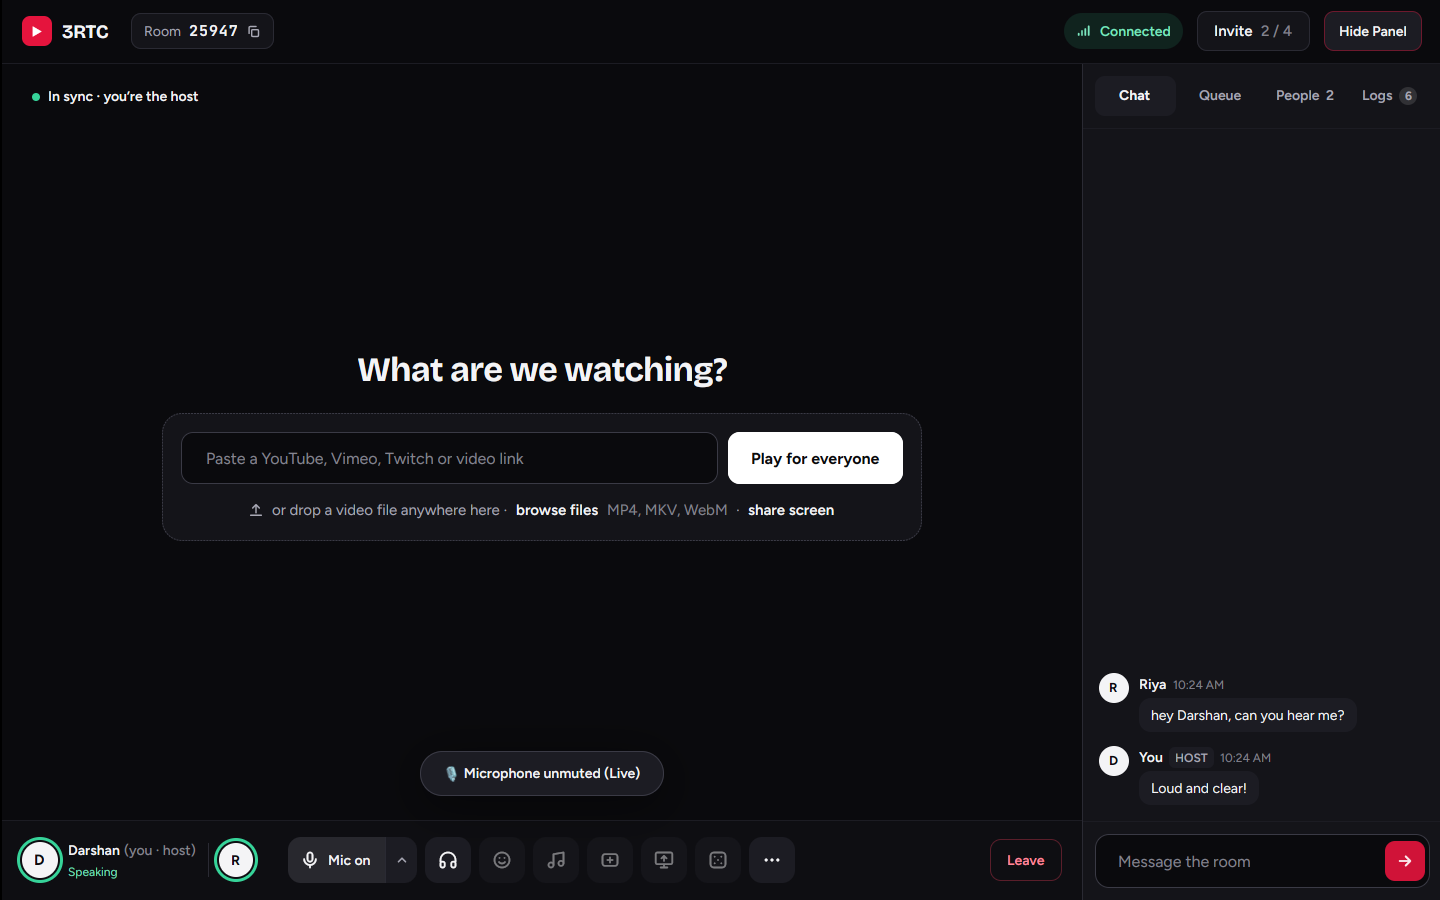 3RTC
Room 25947
Connected
Invite 2 / 4
Hide Panel
In sync · you’re the host
Chat
Queue
People 2
Logs 6
What are we watching?
Paste a YouTube, Vimeo, Twitch or video link
Play for everyone
or drop a video file anywhere here · browse files MP4, MKV, WebM · share screen
R
Riya 10:24 AM
hey Darshan, can you hear me?
D
You HOST 10:24 AM
Loud and clear!
Microphone unmuted (Live)
D
Darshan (you · host)
Speaking
R
Mic on
Leave
Message the room